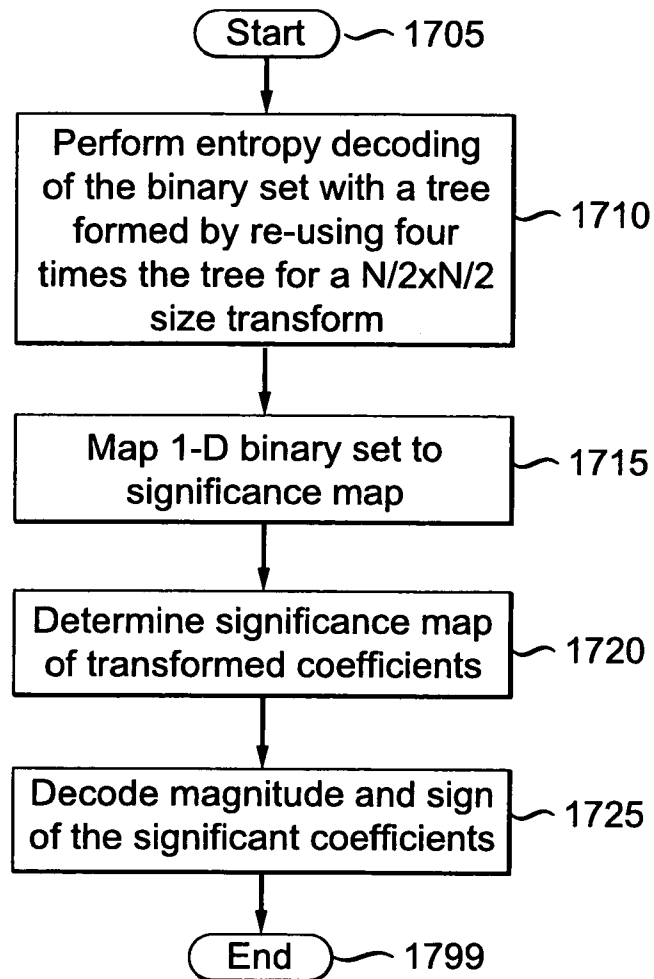 Start
1705
Perform entropy decoding
of the binary set with a tree
formed by re-using four
times the tree for a N/2xN/2
size transform
1710
Map 1-D binary set to
significance map
1715
Determine significance map
of transformed coefficients
1720
Decode magnitude and sign
of the significant coefficients
1725
End
1799